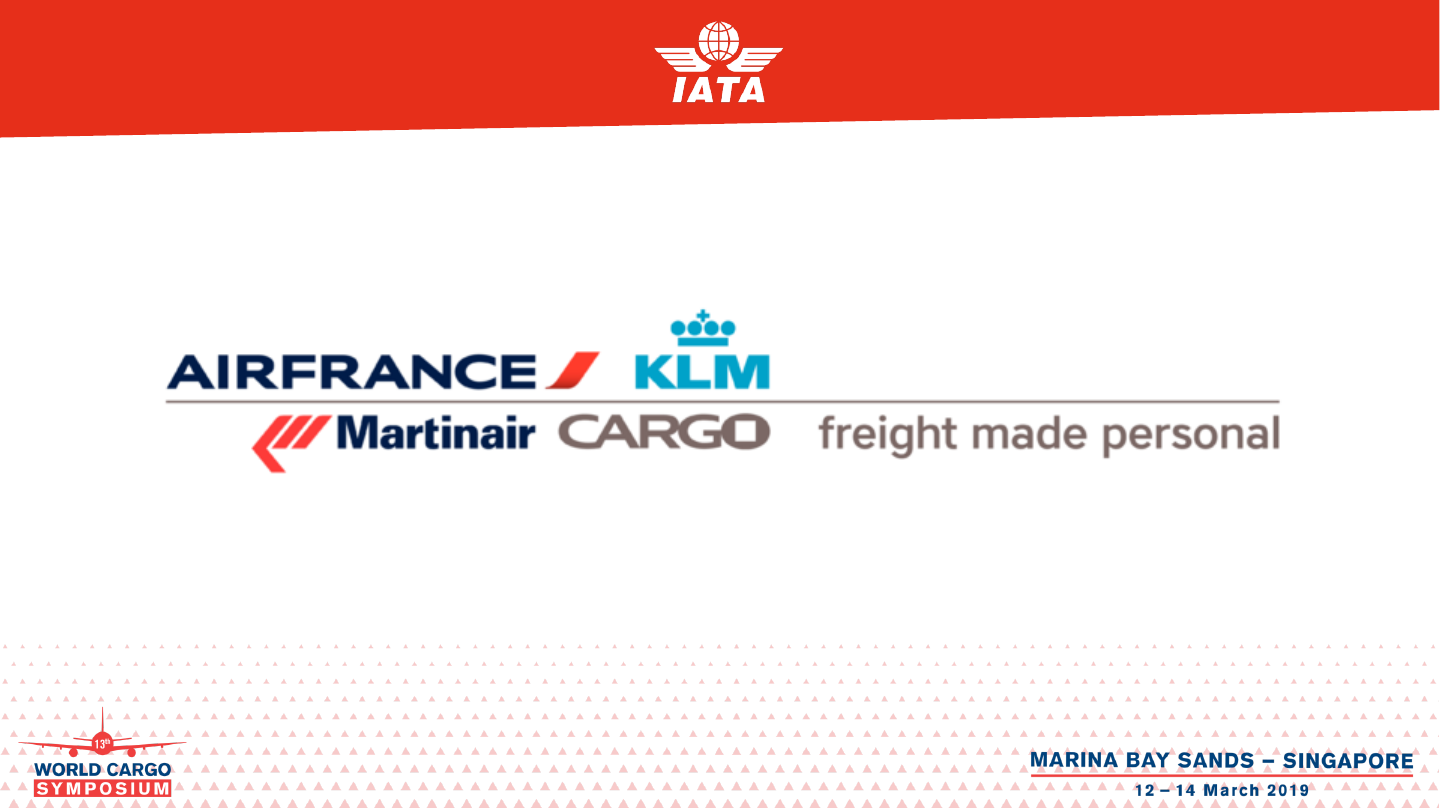 IATA
AIRFRANCE KLM
Martinair CARGO freight made personal
13th
WORLD CARGO
SYMPOSIUM
MARINA BAY SANDS – SINGAPORE
12 – 14 March 2019